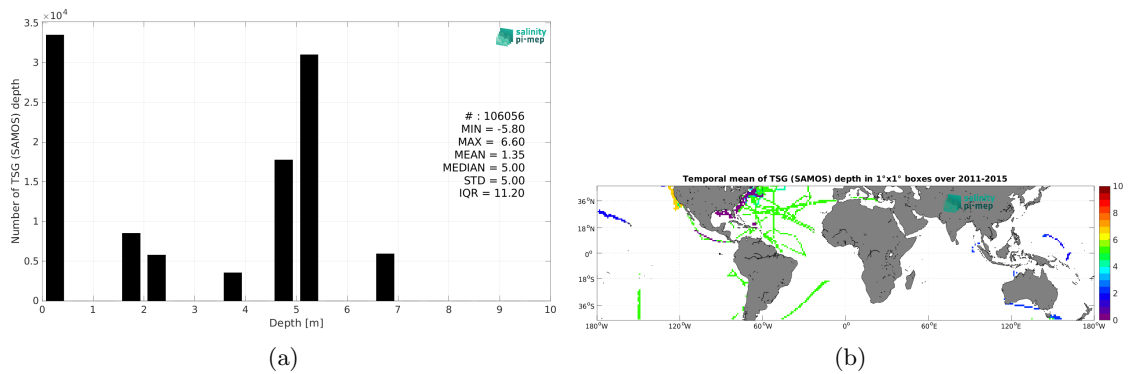 ×10⁴
3.5
3
2.5
2
1.5
1
0.5
0
Number of TSG (SAMOS) depth
salinity
pi-mep
# : 106056
MIN = -5.80
MAX = 6.60
MEAN = 1.35
MEDIAN = 5.00
STD = 5.00
IQR = 11.20
0 1 2 3 4 5 6 7 8 9 10
Depth [m]
(a)
Temporal mean of TSG (SAMOS) depth in 1°x1° boxes over 2011-2015
salinity
pi-mep
36°N
18°N
0°
18°S
36°S
180°W 120°W 60°W 0° 60°E 120°E 180°W
10
8
6
4
2
0
(b)